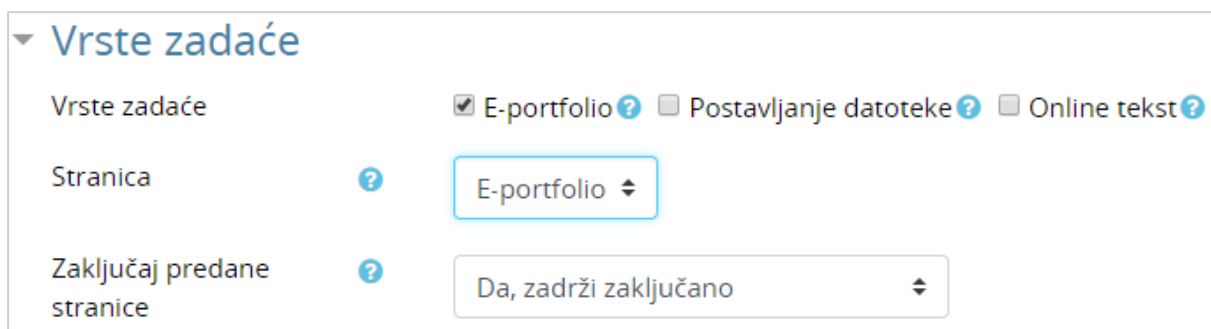 Vrste zadaće
Vrste zadaće E-portfolio Postavljanje datoteke Online tekst
Stranica E-portfolio
Zaključaj predane stranice Da, zadrži zaključano